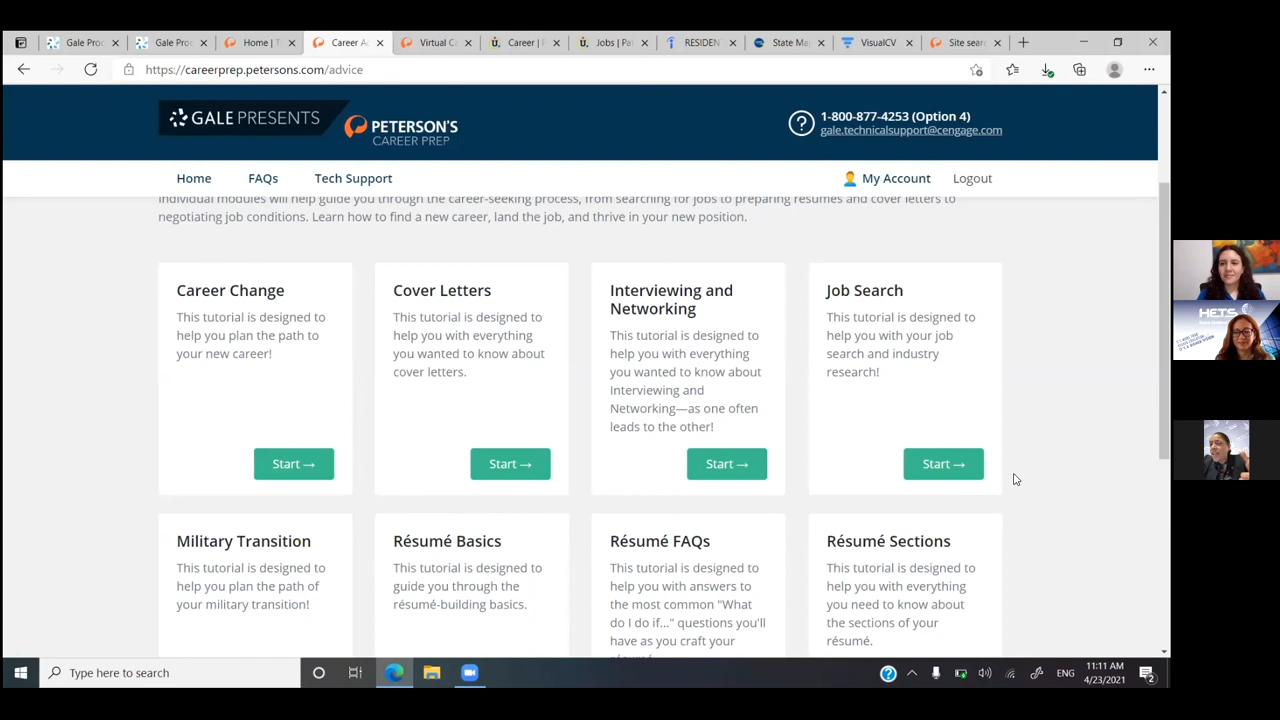 Gale Proc
Gale Proc
Home | T
Career A
Virtual C
Career | F
Jobs | Pa
RESIDEN
State Ma
VisualCV
Site sear
https://careerprep.petersons.com/advice
GALE PRESENTS
PETERSON'S
CAREER PREP
1-800-877-4253 (Option 4)
gale.technicalsupport@cengage.com
Home
FAQs
Tech Support
My Account
Logout
Individual modules will help guide you through the career-seeking process, from searching for jobs to preparing résumés and cover letters to
negotiating job conditions. Learn how to find a new career, land the job, and thrive in your new position.
Career Change
This tutorial is designed to
help you plan the path to
your new career!
Start →
Cover Letters
This tutorial is designed to
help you with everything
you wanted to know about
cover letters.
Start →
Interviewing and
Networking
This tutorial is designed to
help you with everything
you wanted to know about
Interviewing and
Networking—as one often
leads to the other!
Start →
Job Search
This tutorial is designed to
help you with your job
search and industry
research!
Start →
Military Transition
This tutorial is designed to
help you plan the path of
your military transition!
Résumé Basics
This tutorial is designed to
guide you through the
résumé-building basics.
Résumé FAQs
This tutorial is designed to
help you with answers to
the most common "What
do I do if..." questions you'll
have as you craft your
Résumé Sections
This tutorial is designed to
help you with everything
you need to know about
the sections of your
résumé.
HETS
Type here to search
ENG
11:11 AM
4/23/2021
2